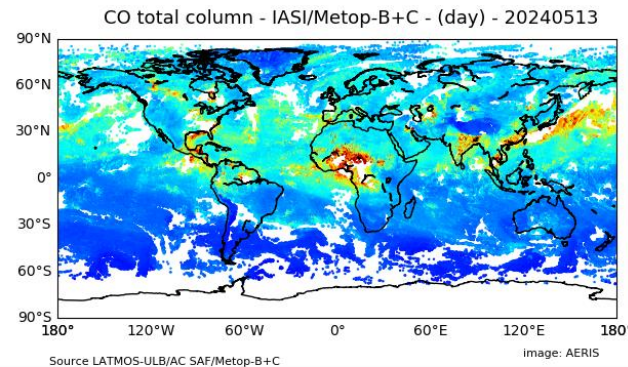 CO total column - IASI/Metop-B+C - (day) - 20240513
90°N
60°N
30°N
0°
30°S
60°S
90°S
180° 120°W 60°W 0° 60°E 120°E 180°
Source LATMOS-ULB/AC SAF/Metop-B+C
image: AERIS